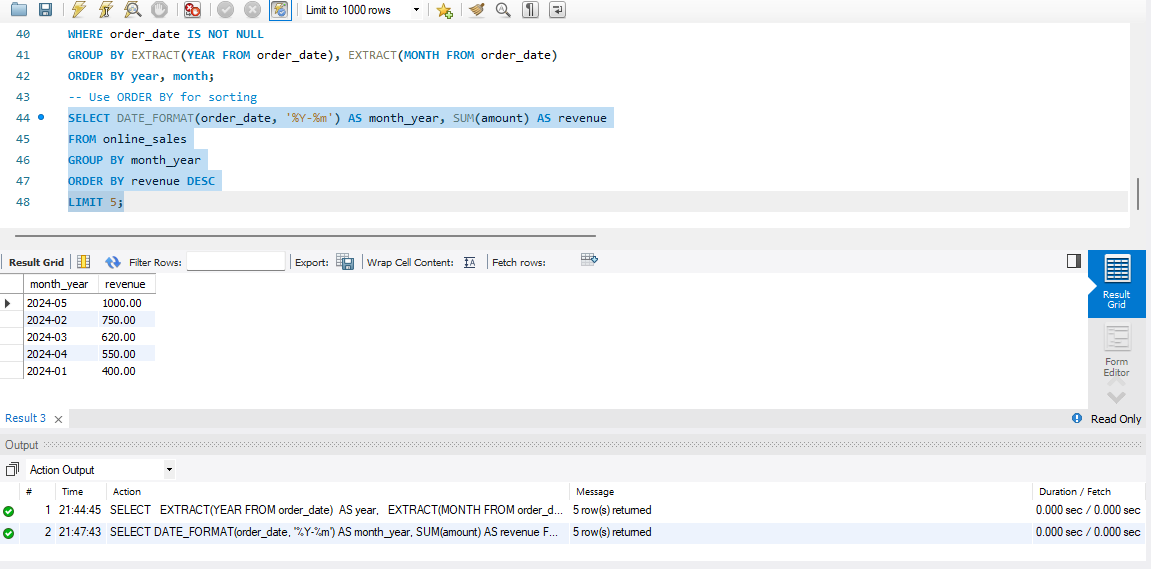 Limit to 1000 rows
40 WHERE order_date IS NOT NULL
41 GROUP BY EXTRACT(YEAR FROM order_date), EXTRACT(MONTH FROM order_date)
42 ORDER BY year, month;
43 -- Use ORDER BY for sorting
44 SELECT DATE_FORMAT(order_date, '%Y-%m') AS month_year, SUM(amount) AS revenue
45 FROM online_sales
46 GROUP BY month_year
47 ORDER BY revenue DESC
48 LIMIT 5;
Result Grid Filter Rows: Export: Wrap Cell Content: Fetch rows:
month_year revenue
2024-05 1000.00
2024-02 750.00
2024-03 620.00
2024-04 550.00
2024-01 400.00
Result
Grid
Form
Editor
Result 3 Read Only
Output
Action Output
# Time Action Message Duration / Fetch
1 21:44:45 SELECT EXTRACT(YEAR FROM order_date) AS year, EXTRACT(MONTH FROM order_d... 5 row(s) returned 0.000 sec / 0.000 sec
2 21:47:43 SELECT DATE_FORMAT(order_date, '%Y-%m') AS month_year, SUM(amount) AS revenue F... 5 row(s) returned 0.000 sec / 0.000 sec